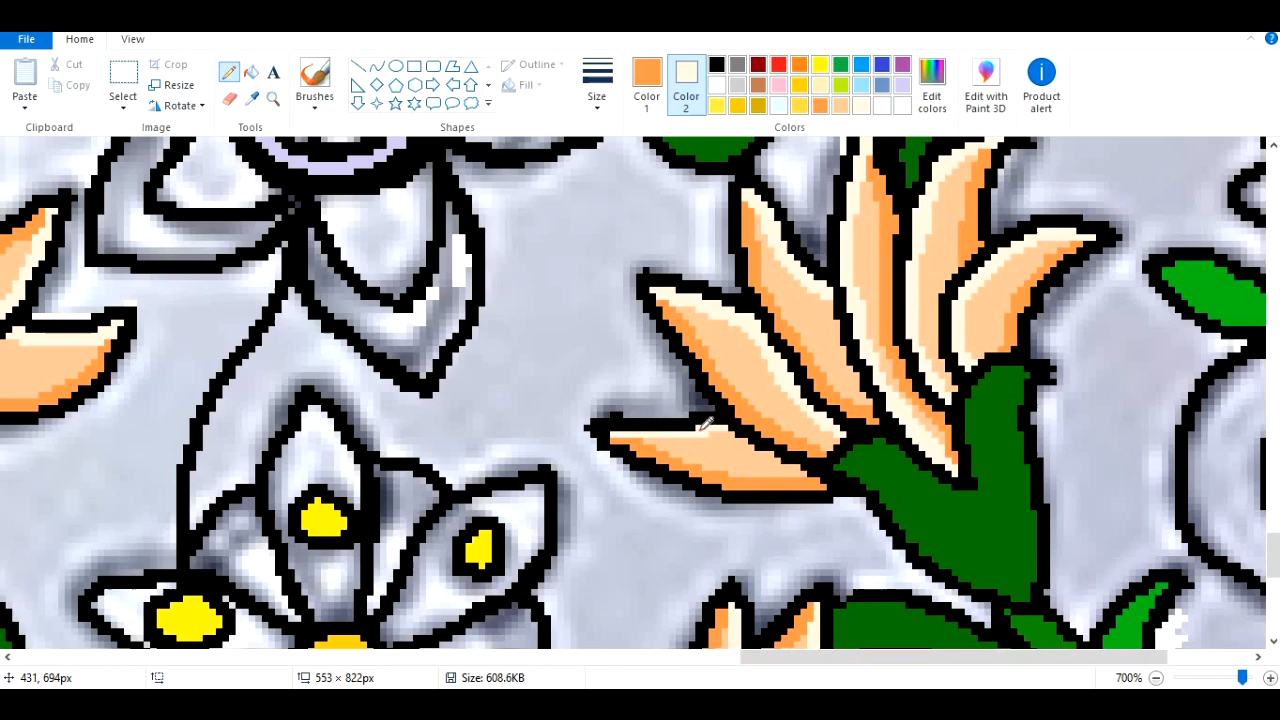 File Home View
Paste Cut Copy
Clipboard
Select Crop Resize Rotate
Image
A
Tools
Brushes
Outline Fill
Shapes
Size
Color 1 Color 2
Edit colors
Colors
Edit with Paint 3D
Product alert
431, 694px 553 × 822px Size: 608.6KB 700%